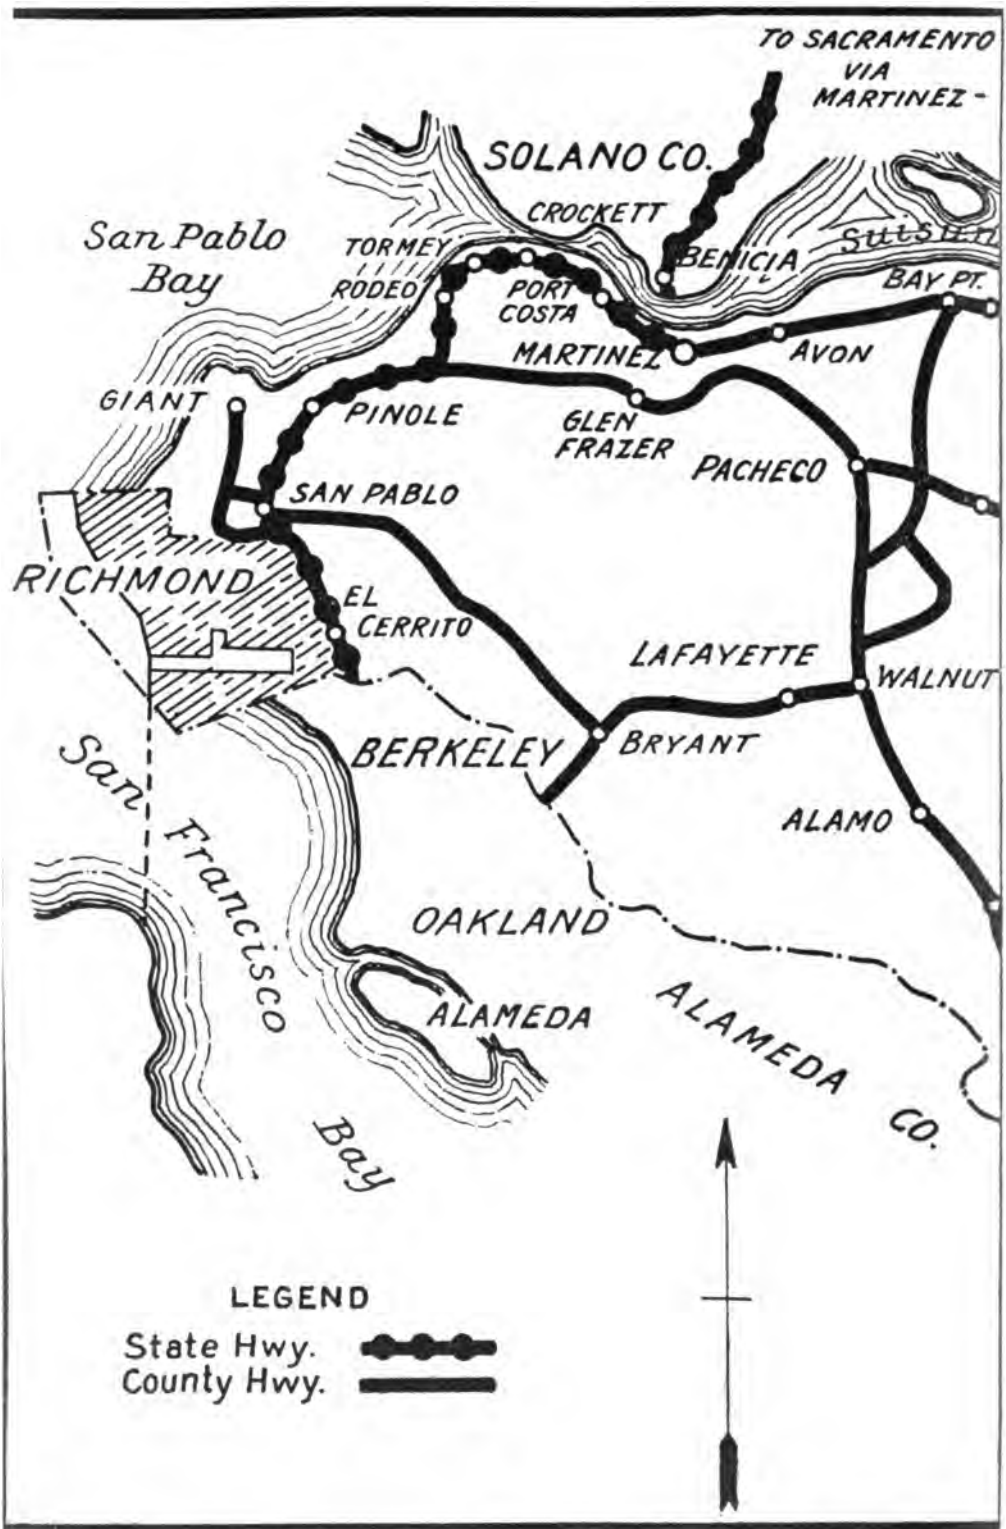 TO SACRAMENTO
VIA
MARTINEZ-
SOLANO CO.
CROCKETT
San Pablo
Bay
TORMEY
BENICIA
Suisun
RODEO
PORT
COSTA
BAY PT.
MARTINEZ
AVON
GIANT
PINOLE
GLEN
FRAZER
PACHECO
SAN PABLO
RICHMOND
EL
CERRITO
LAFAYETTE
WALNUT
BERKELEY
BRYANT
San
Francisco
Bay
ALAMO
OAKLAND
ALAMEDA
ALAMEDA
CO.
LEGEND
State Hwy.
County Hwy.